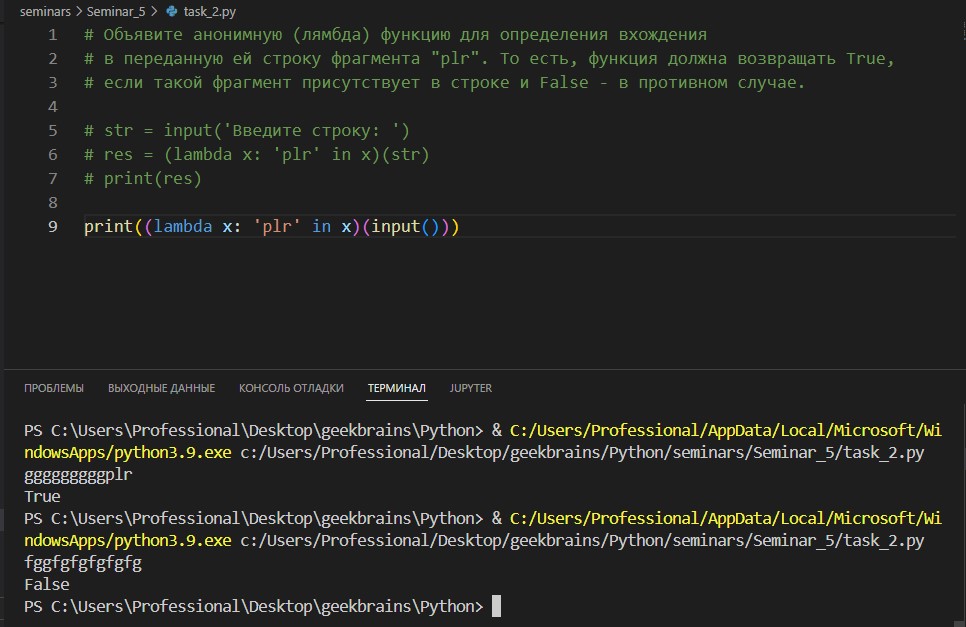 seminars > Seminar_5 > task_2.py
1 # Объявите анонимную (лямбда) функцию для определения вхождения
2 # в переданную ей строку фрагмента "plr". То есть, функция должна возвращать True,
3 # если такой фрагмент присутствует в строке и False - в противном случае.
4
5 # str = input('Введите строку: ')
6 # res = (lambda x: 'plr' in x)(str)
7 # print(res)
8
9 print((lambda x: 'plr' in x)(input()))
ПРОБЛЕМЫ ВЫХОДНЫЕ ДАННЫЕ КОНСОЛЬ ОТЛАДКИ ТЕРМИНАЛ JUPYTER
PS C:\Users\Professional\Desktop\geekbrains\Python> & C:/Users/Professional/AppData/Local/Microsoft/Wi
ndowsApps/python3.9.exe c:/Users/Professional/Desktop/geekbrains/Python/seminars/Seminar_5/task_2.py
gggggggggplr
True
PS C:\Users\Professional\Desktop\geekbrains\Python> & C:/Users/Professional/AppData/Local/Microsoft/Wi
ndowsApps/python3.9.exe c:/Users/Professional/Desktop/geekbrains/Python/seminars/Seminar_5/task_2.py
fggfgfgfgfgfg
False
PS C:\Users\Professional\Desktop\geekbrains\Python>